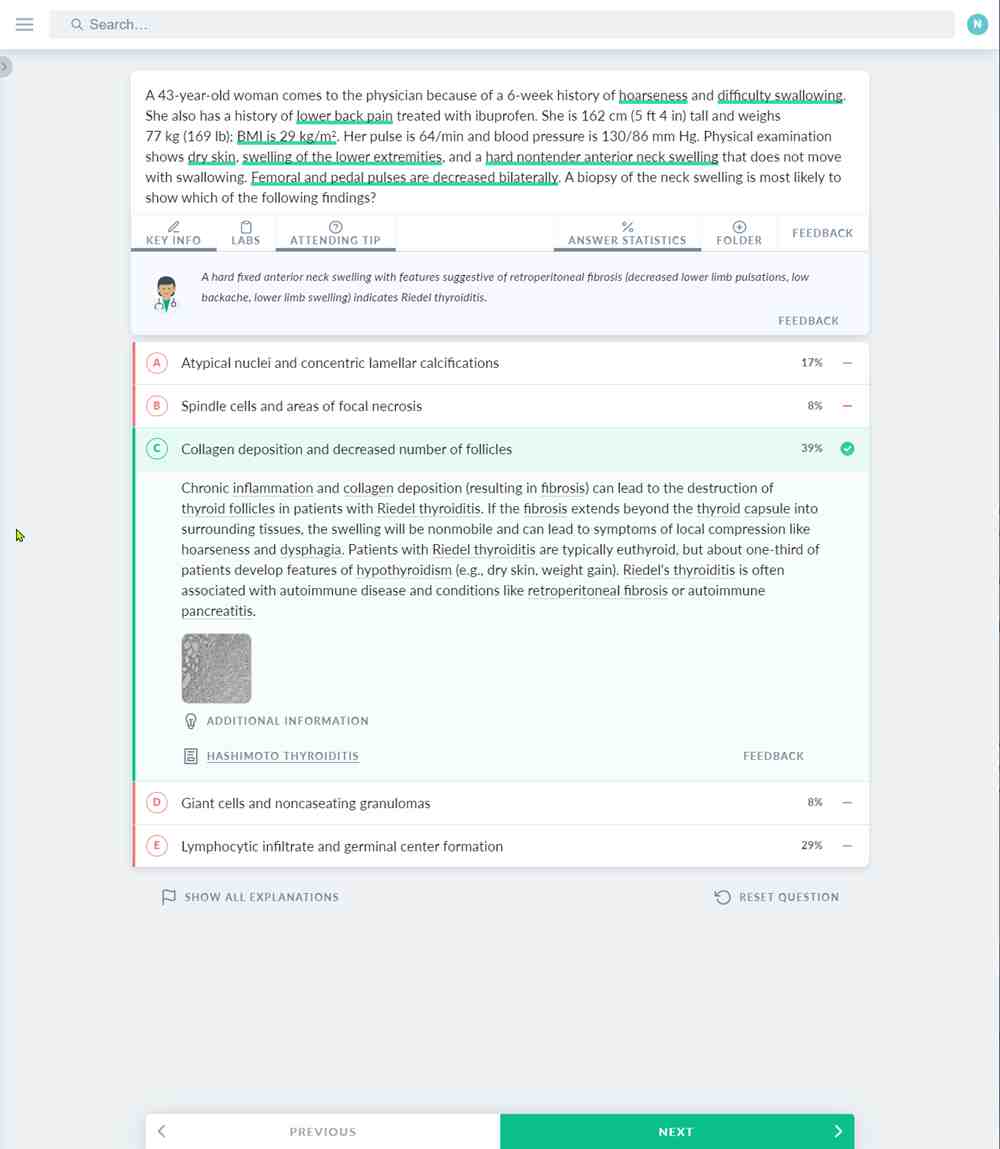 Search...
N
A 43-year-old woman comes to the physician because of a 6-week history of hoarseness and difficulty swallowing.
She also has a history of lower back pain treated with ibuprofen. She is 162 cm (5 ft 4 in) tall and weighs
77 kg (169 lb); BMI is 29 kg/m². Her pulse is 64/min and blood pressure is 130/86 mm Hg. Physical examination
shows dry skin, swelling of the lower extremities, and a hard nontender anterior neck swelling that does not move
with swallowing. Femoral and pedal pulses are decreased bilaterally. A biopsy of the neck swelling is most likely to
show which of the following findings?
KEY INFO LABS ATTENDING TIP ANSWER STATISTICS FOLDER FEEDBACK
A hard fixed anterior neck swelling with features suggestive of retroperitoneal fibrosis (decreased lower limb pulsations, low
backache, lower limb swelling) indicates Riedel thyroiditis.
FEEDBACK
A Atypical nuclei and concentric lamellar calcifications 17%
B Spindle cells and areas of focal necrosis 8%
C Collagen deposition and decreased number of follicles 39%
Chronic inflammation and collagen deposition (resulting in fibrosis) can lead to the destruction of
thyroid follicles in patients with Riedel thyroiditis. If the fibrosis extends beyond the thyroid capsule into
surrounding tissues, the swelling will be nonmobile and can lead to symptoms of local compression like
hoarseness and dysphagia. Patients with Riedel thyroiditis are typically euthyroid, but about one-third of
patients develop features of hypothyroidism (e.g., dry skin, weight gain). Riedel's thyroiditis is often
associated with autoimmune disease and conditions like retroperitoneal fibrosis or autoimmune
pancreatitis.
ADDITIONAL INFORMATION
HASHIMOTO THYROIDITIS FEEDBACK
D Giant cells and noncaseating granulomas 8%
E Lymphocytic infiltrate and germinal center formation 29%
SHOW ALL EXPLANATIONS RESET QUESTION
PREVIOUS NEXT